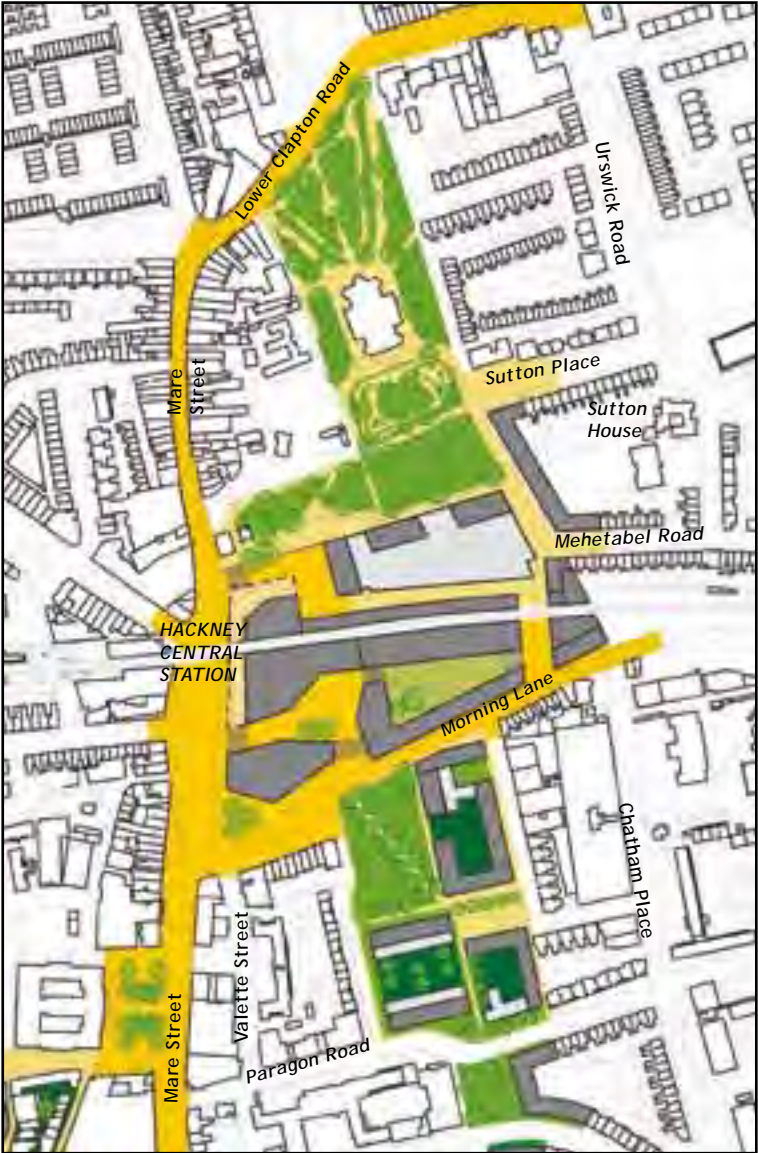 Lower Clapton Road
Urswick Road
Mare
Street
Sutton Place
Sutton
House
Mehetabel Road
HACKNEY
CENTRAL
STATION
Morning Lane
Chatham Place
Valette Street
Mare Street
Paragon Road